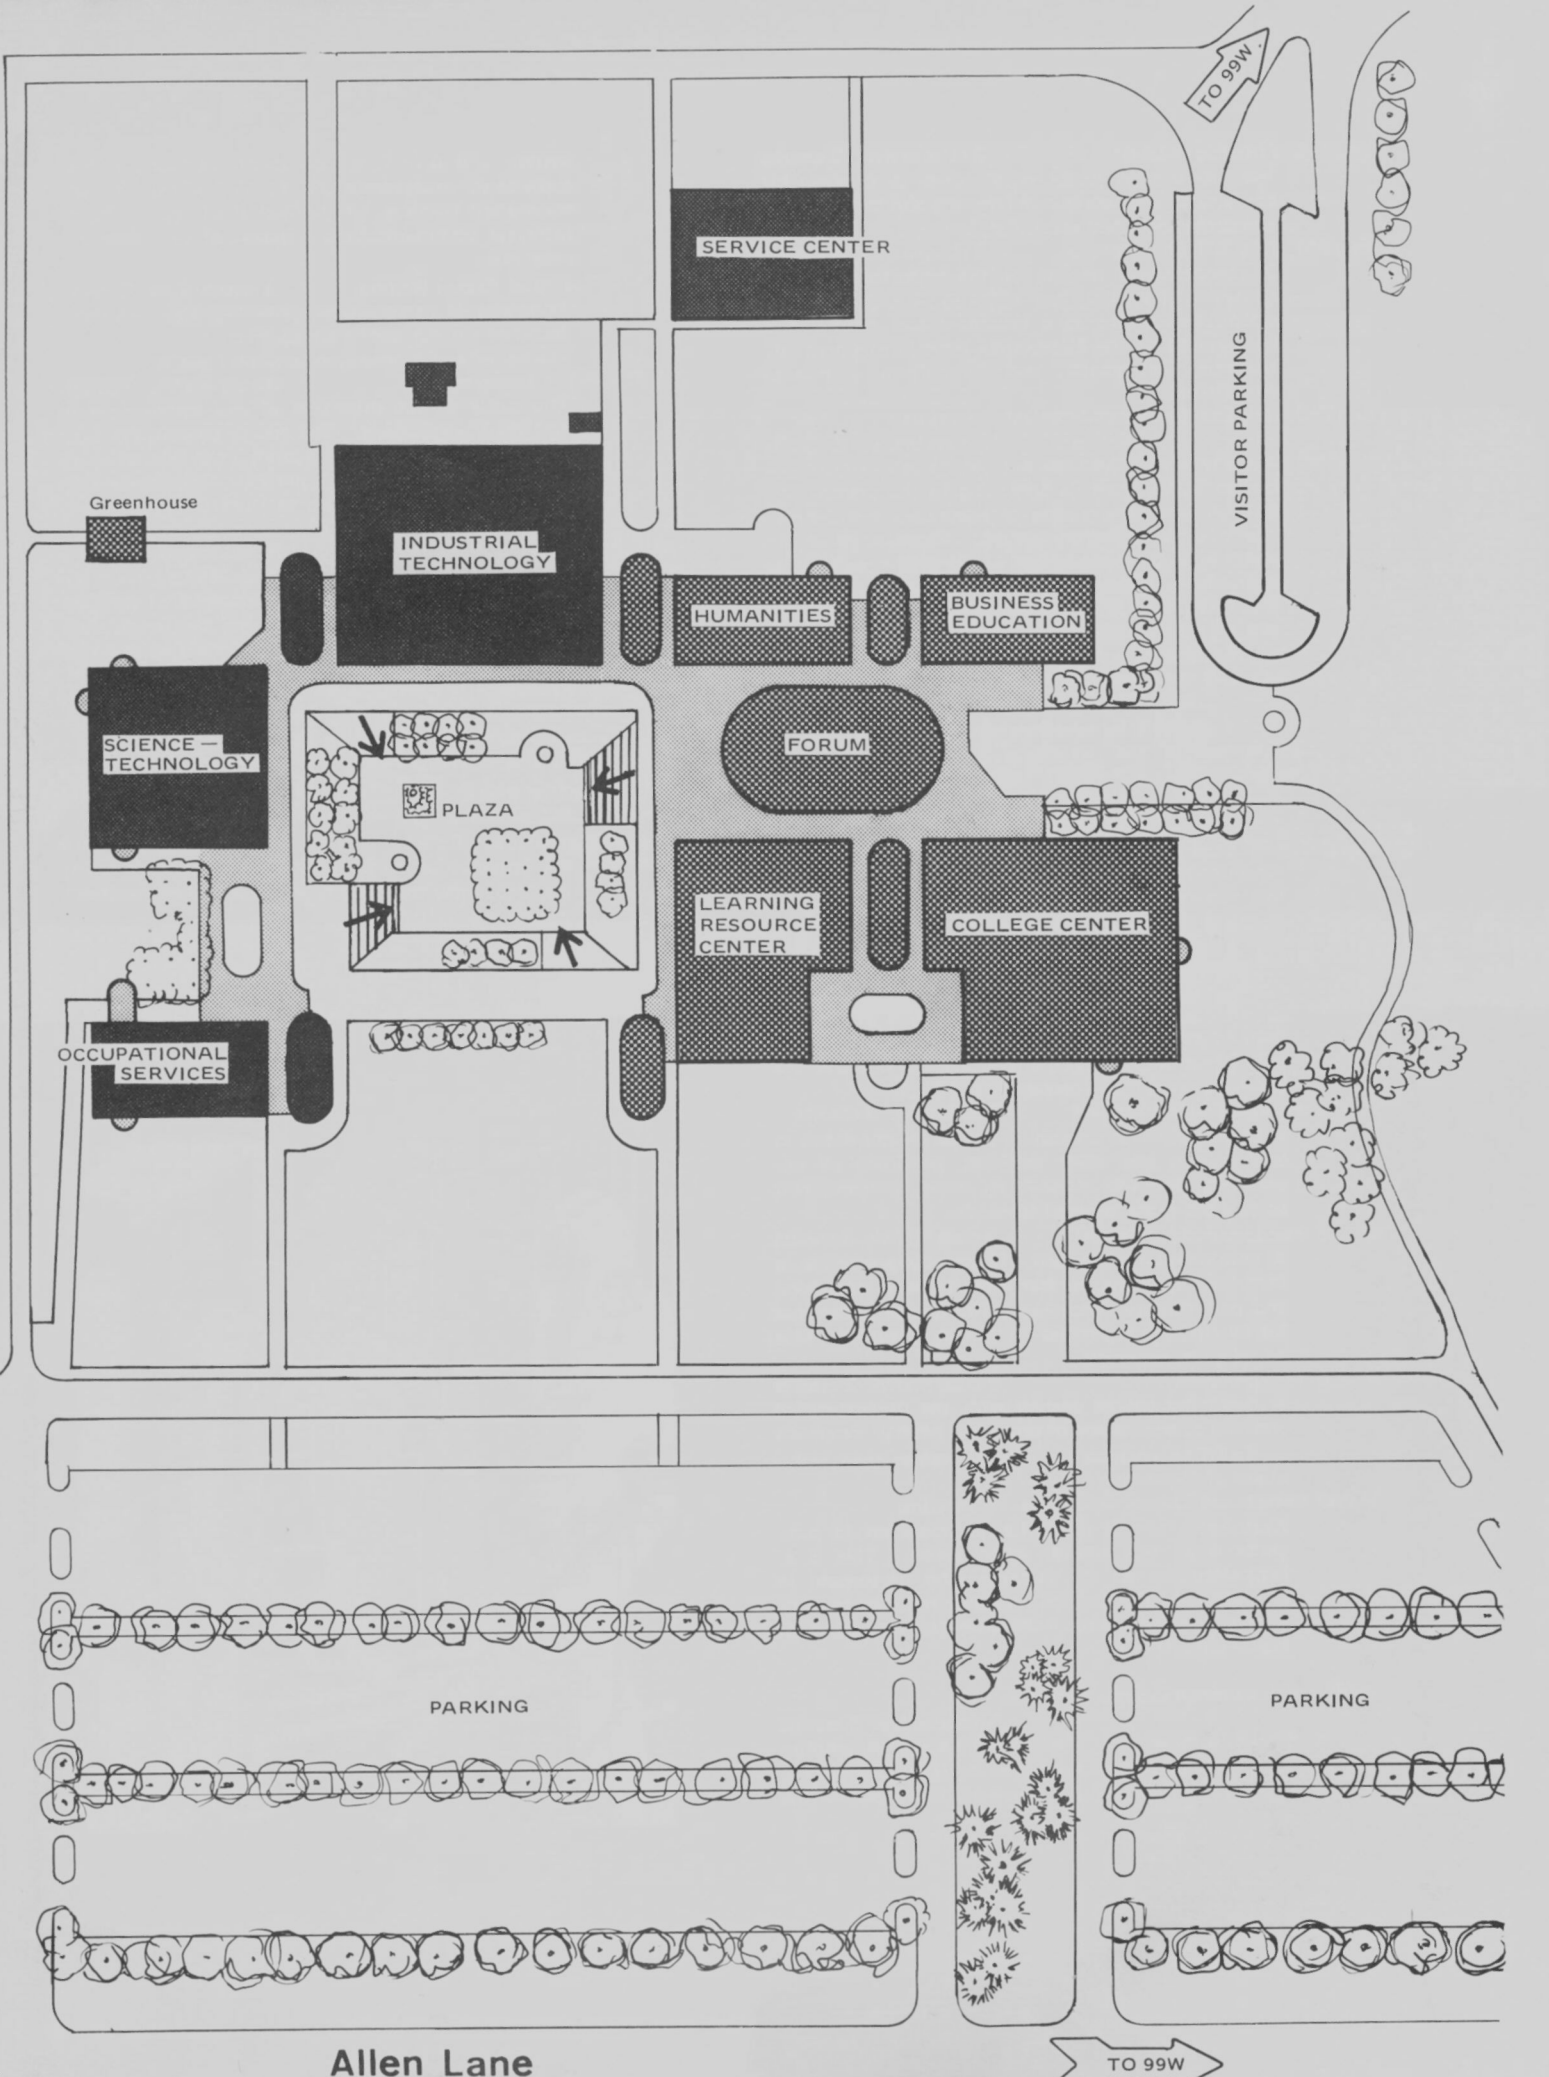 TO 99W
SERVICE CENTER
VISITOR PARKING
Greenhouse
INDUSTRIAL
TECHNOLOGY
HUMANITIES
BUSINESS
EDUCATION
SCIENCE —
TECHNOLOGY
FORUM
PLAZA
LEARNING
RESOURCE
CENTER
COLLEGE CENTER
OCCUPATIONAL
SERVICES
PARKING
PARKING
Allen Lane
TO 99W